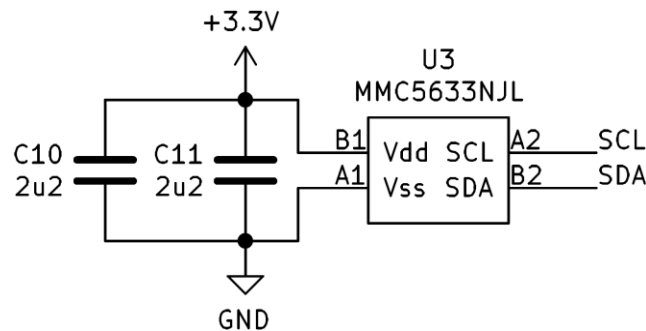 +3.3V
U3
MMC5633NJL
C10
2u2
C11
2u2
B1
A1
Vdd SCL
Vss SDA
A2
B2
SCL
SDA
GND